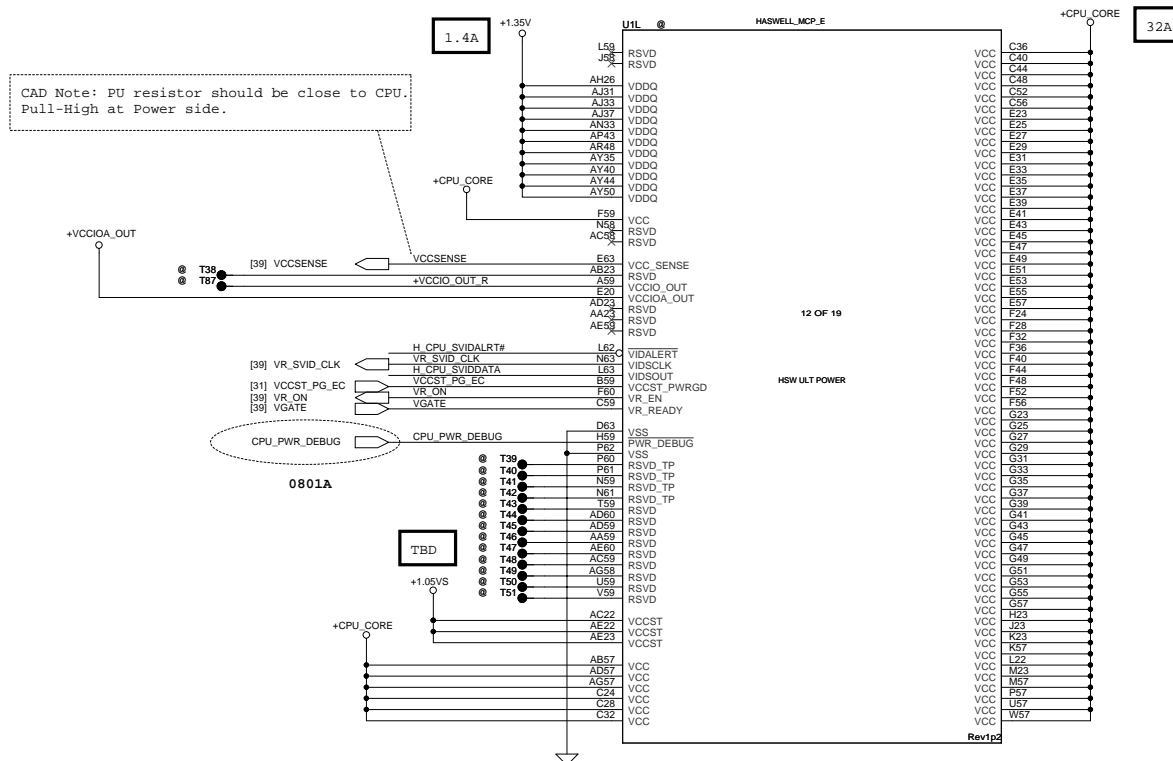 1.4A
+1.35V
U1L @
HASWELL_MCP_E
+CPU_CORE
32A
CAD Note: PU resistor should be close to CPU.
Pull-High at Power side.
L59 RSVD
J58 RSVD
AH26 VDDQ
AJ31 VDDQ
AJ33 VDDQ
AJ37 VDDQ
AN33 VDDQ
AP43 VDDQ
AR48 VDDQ
AY35 VDDQ
AY40 VDDQ
AY44 VDDQ
AY50 VDDQ
+CPU_CORE
F59 VCC
N58 RSVD
AC58 RSVD
+VCCIOA_OUT
[39] VCCSENSE VCCSENSE E63 VCC_SENSE
@ T38 AB23 RSVD
@ T87 +VCCIO_OUT_R A59 VCCIO_OUT
E20 VCCIOA_OUT
AD23 RSVD
AA23 RSVD
AE59 RSVD
12 OF 19
H_CPU_SVIDALRT# L62 VIDALERT
[39] VR_SVID_CLK VR_SVID_CLK N63 VIDSCLK
H_CPU_SVIDDATA L63 VIDSOUT
[31] VCCST_PG_EC VCCST_PG_EC B59 VCCST_PWRGD
[39] VR_ON VR_ON F60 VR_EN
[39] VGATE VGATE C59 VR_READY
HSW ULT POWER
D63 VSS
CPU_PWR_DEBUG CPU_PWR_DEBUG H59 PWR_DEBUG
0801A
P62 VSS
@ T39 P60 RSVD_TP
@ T40 P61 RSVD_TP
@ T41 N59 RSVD_TP
@ T42 N61 RSVD_TP
@ T43 T59 RSVD
@ T44 AD60 RSVD
@ T45 AD59 RSVD
@ T46 AA59 RSVD
@ T47 AE60 RSVD
@ T48 AC59 RSVD
@ T49 AG58 RSVD
@ T50 U59 RSVD
@ T51 V59 RSVD
TBD
+1.05VS
AC22 VCCST
AE22 VCCST
AE23 VCCST
+CPU_CORE
AB57 VCC
AD57 VCC
AG57 VCC
C24 VCC
C28 VCC
C32 VCC
VCC C36
VCC C40
VCC C44
VCC C48
VCC C52
VCC C56
VCC E23
VCC E25
VCC E27
VCC E29
VCC E31
VCC E33
VCC E35
VCC E37
VCC E39
VCC E41
VCC E43
VCC E45
VCC E47
VCC E49
VCC E51
VCC E53
VCC E55
VCC E57
VCC F24
VCC F28
VCC F32
VCC F36
VCC F40
VCC F44
VCC F48
VCC F52
VCC F56
VCC G23
VCC G25
VCC G27
VCC G29
VCC G31
VCC G33
VCC G35
VCC G37
VCC G39
VCC G41
VCC G43
VCC G45
VCC G47
VCC G49
VCC G51
VCC G53
VCC G55
VCC G57
VCC H23
VCC J23
VCC K23
VCC K57
VCC L22
VCC M23
VCC M57
VCC P57
VCC U57
VCC W57
Rev1p2